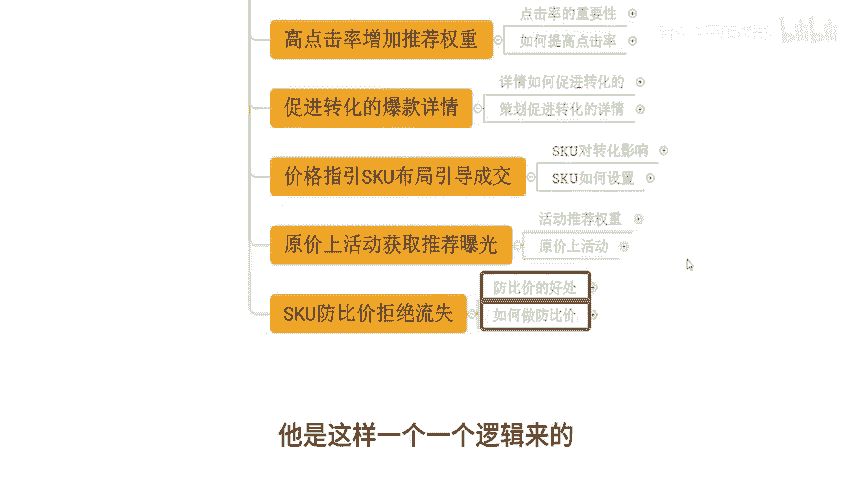 点击率的重要性
高点击率增加推荐权重
如何提高点击率
详情如何促进转化的
促进转化的爆款详情
策划促进转化的详情
SKU对转化影响
价格指引SKU布局引导成交
SKU如何设置
活动推荐权重
原价上活动获取推荐曝光
原价上活动
防比价的好处
SKU防比价拒绝流失
如何做防比价
他是这样一个一个逻辑来的